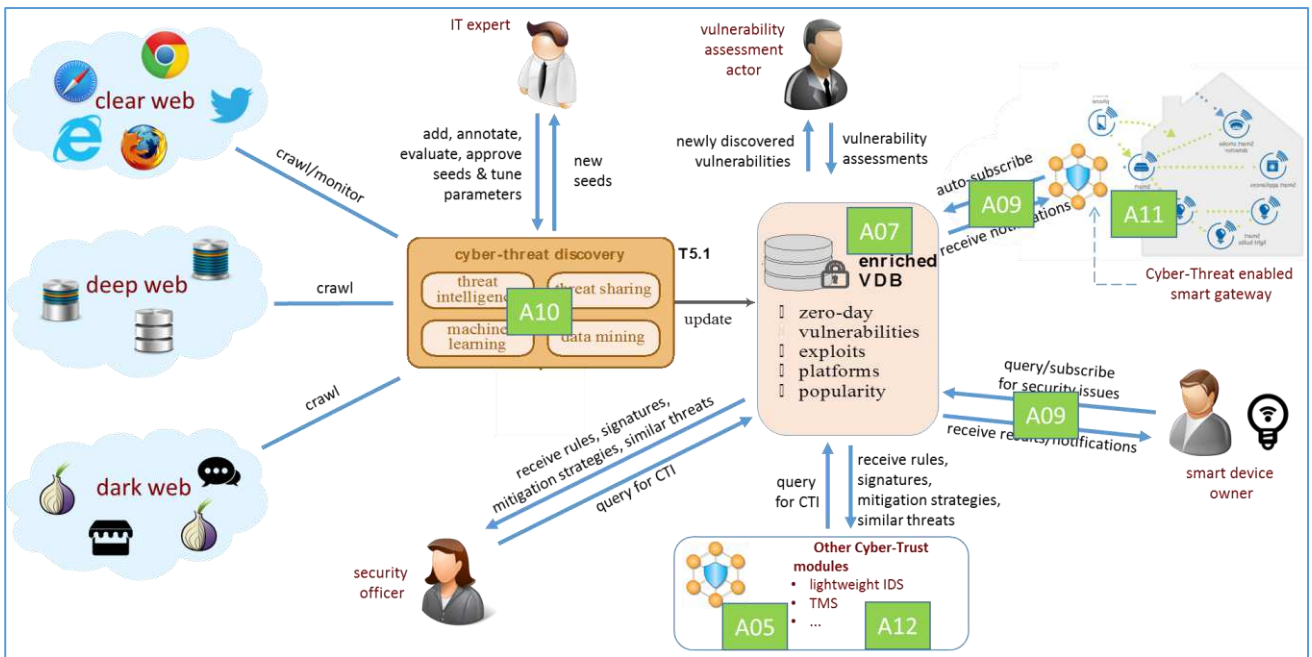 IT expert
vulnerability
assessment
actor
clear web
add, annotate,
evaluate, approve
seeds & tune
parameters
new
seeds
newly discovered
vulnerabilities
vulnerability
assessments
crawl/monitor
auto-subscribe
A09
receive notifications
A11
Cyber-Threat enabled
smart gateway
cyber-threat discovery
T5.1
threat
intelligence
threat sharing
A10
machine
learning
data mining
update
A07
enriched
VDB
zero-day
vulnerabilities
exploits
platforms
popularity
deep web
crawl
crawl
dark web
query/subscribe
for security issues
A09
receive results/notifications
smart device
owner
receive rules, signatures,
mitigation strategies, similar threats
query for CTI
security
officer
query
for CTI
receive rules,
signatures,
mitigation strategies,
similar threats
Other Cyber-Trust
modules
• lightweight IDS
• TMS
• ...
A05
A12